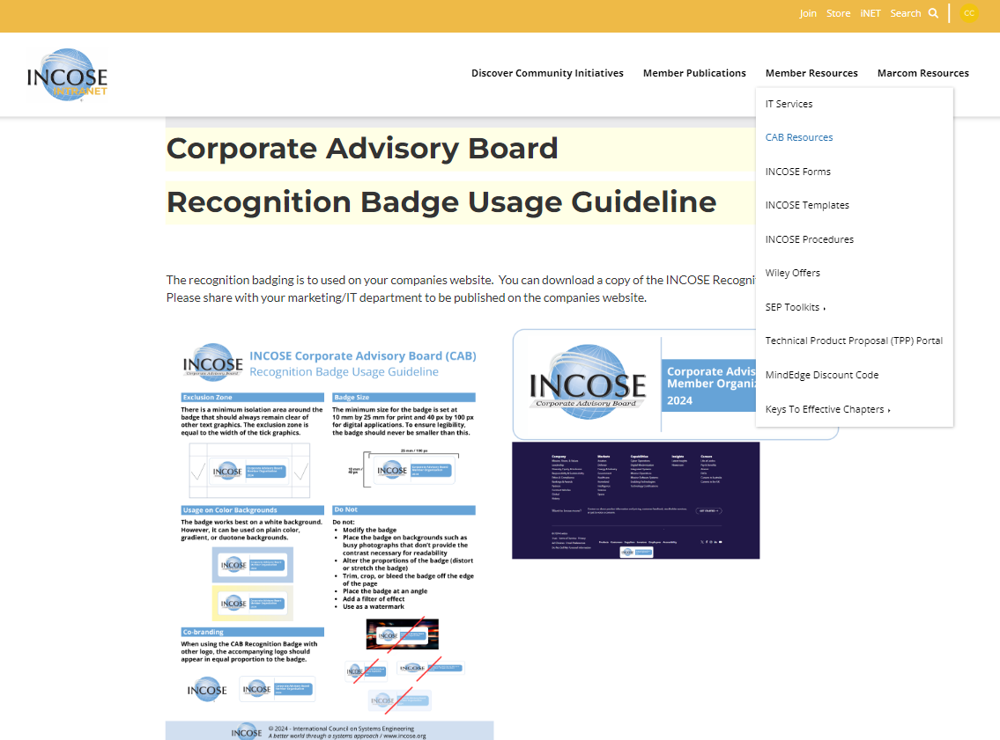 Join Store iNET Search CC
INCOSE
INTRANET
Discover Community Initiatives Member Publications Member Resources Marcom Resources
IT Services
CAB Resources
INCOSE Forms
INCOSE Templates
INCOSE Procedures
Wiley Offers
SEP Toolkits
Technical Product Proposal (TPP) Portal
MindEdge Discount Code
Keys To Effective Chapters
Corporate Advisory Board
Recognition Badge Usage Guideline
The recognition badging is to used on your companies website. You can download a copy of the INCOSE Recogni
Please share with your marketing/IT department to be published on the companies website.
INCOSE
Corporate Advisory Board
INCOSE Corporate Advisory Board (CAB)
Recognition Badge Usage Guideline
Exclusion Zone
There is a minimum isolation area around the
badge that should always remain clear of
other text graphics. The exclusion zone is
equal to the width of the tick graphics.
INCOSE
Badge Size
The minimum size for the badge is set at
10 mm by 25 mm for print and 40 px by 100 px
for digital applications. To ensure legibility,
the badge should never be smaller than this.
25 mm / 100 px
10 mm /
40 px
INCOSE
Usage on Color Backgrounds
The badge works best on a white background.
However, it can be used on plain color,
gradient, or duotone backgrounds.
INCOSE
INCOSE
Do Not
Do not:
• Modify the badge
• Place the badge on backgrounds such as
busy photographs that don't provide the
contrast necessary for readability
• Alter the proportions of the badge (distort
or stretch the badge)
• Trim, crop, or bleed the badge off the edge
of the page
• Place the badge at an angle
• Add a filter of effect
• Use as a watermark
INCOSE
INCOSE
INCOSE
INCOSE
Co-branding
When using the CAB Recognition Badge with
other logo, the accompanying logo should
appear in equal proportion to the badge.
INCOSE
INCOSE
INCOSE
© 2024 - International Council on Systems Engineering
A better world through a systems approach / www.incose.org
INCOSE
Corporate Advisory Board
Corporate Advis
Member Organiz
2024
Company Markets Capabilities Insights Careers